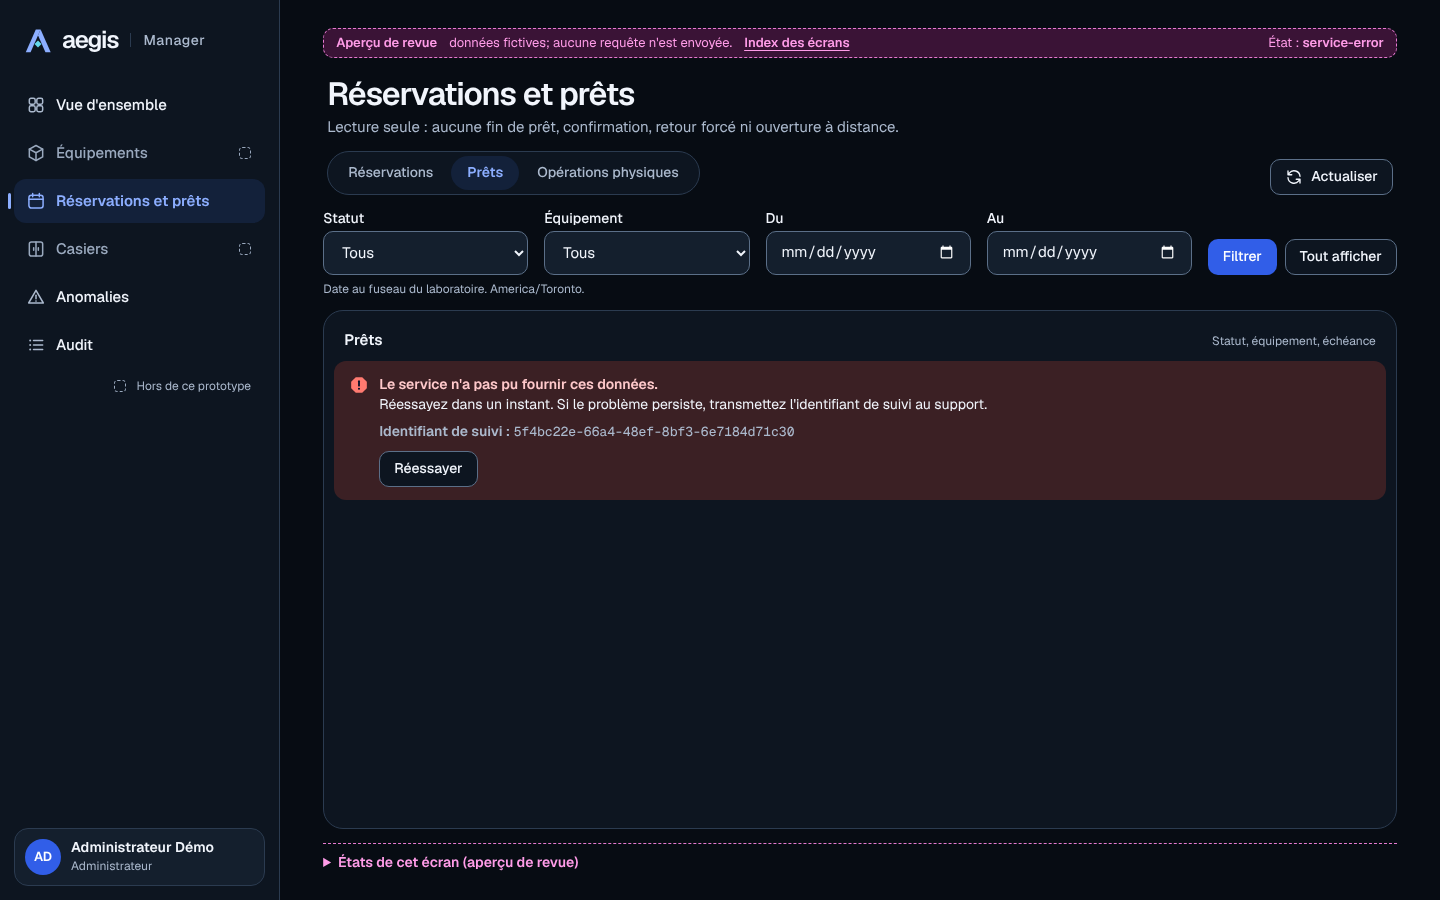 aegis Manager
Vue d'ensemble
Équipements
Réservations et prêts
Casiers
Anomalies
Audit
Hors de ce prototype
AD
Administrateur Démo
Administrateur
Aperçu de revue données fictives; aucune requête n'est envoyée. Index des écrans État : service-error
Réservations et prêts
Lecture seule : aucune fin de prêt, confirmation, retour forcé ni ouverture à distance.
Réservations Prêts Opérations physiques Actualiser
Statut Équipement Du Au
Tous Tous mm/dd/yyyy mm/dd/yyyy Filtrer Tout afficher
Date au fuseau du laboratoire. America/Toronto.
Prêts Statut, équipement, échéance
Le service n'a pas pu fournir ces données.
Réessayez dans un instant. Si le problème persiste, transmettez l'identifiant de suivi au support.
Identifiant de suivi : 5f4bc22e-66a4-48ef-8bf3-6e7184d71c30
Réessayer
États de cet écran (aperçu de revue)